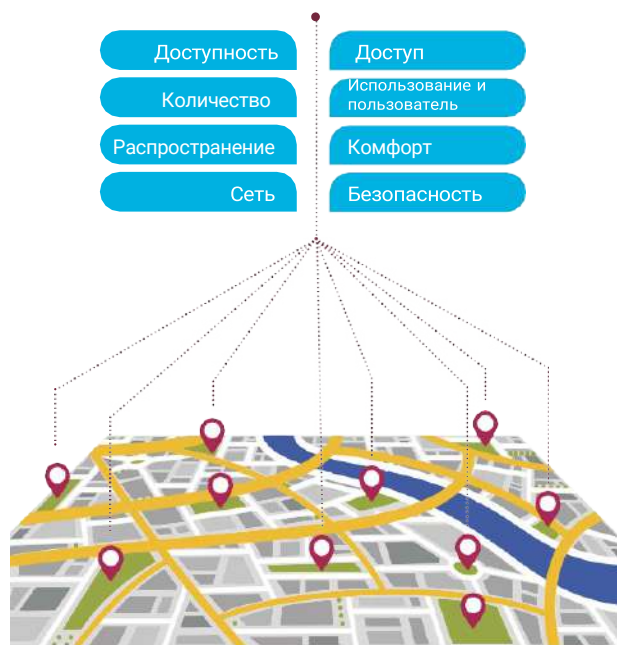 Доступность
Количество
Распространение
Сеть
Доступ
Использование и
пользователь
Комфорт
Безопасность